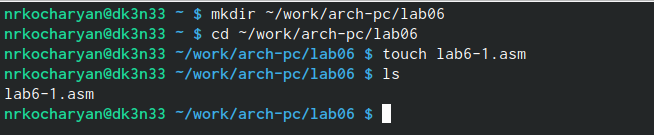 nrkocharyan@dk3n33 ~ $ mkdir ~/work/arch-pc/lab06
nrkocharyan@dk3n33 ~ $ cd ~/work/arch-pc/lab06
nrkocharyan@dk3n33 ~/work/arch-pc/lab06 $ touch lab6-1.asm
nrkocharyan@dk3n33 ~/work/arch-pc/lab06 $ ls
lab6-1.asm
nrkocharyan@dk3n33 ~/work/arch-pc/lab06 $